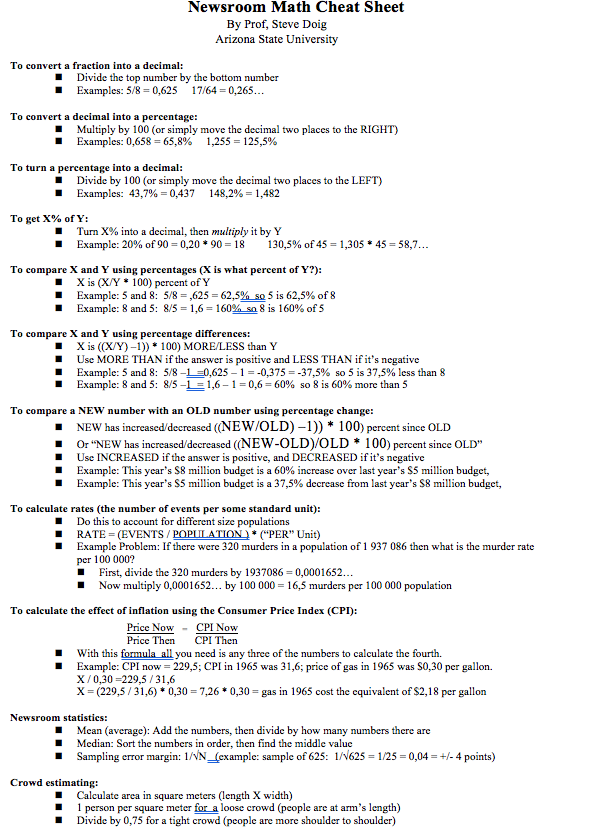 Newsroom Math Cheat Sheet
By Prof, Steve Doig
Arizona State University
To convert a fraction into a decimal:
■ Divide the top number by the bottom number
■ Examples: 5/8 = 0,625 17/64 = 0,265…
To convert a decimal into a percentage:
■ Multiply by 100 (or simply move the decimal two places to the RIGHT)
■ Examples: 0,658 = 65,8% 1,255 = 125,5%
To turn a percentage into a decimal:
■ Divide by 100 (or simply move the decimal two places to the LEFT)
■ Examples: 43,7% = 0,437 148,2% = 1,482
To get X% of Y:
■ Turn X% into a decimal, then multiply it by Y
■ Example: 20% of 90 = 0,20 * 90 = 18 130,5% of 45 = 1,305 * 45 = 58,7…
To compare X and Y using percentages (X is what percent of Y?):
■ X is (X/Y * 100) percent of Y
■ Example: 5 and 8: 5/8 = ,625 = 62,5% so 5 is 62,5% of 8
■ Example: 8 and 5: 8/5 = 1,6 = 160% so 8 is 160% of 5
To compare X and Y using percentage differences:
■ X is ((X/Y) –1)) * 100) MORE/LESS than Y
■ Use MORE THAN if the answer is positive and LESS THAN if it's negative
■ Example: 5 and 8: 5/8 –1 =0,625 – 1 = -0,375 = -37,5% so 5 is 37,5% less than 8
■ Example: 8 and 5: 8/5 –1 = 1,6 – 1 = 0,6 = 60% so 8 is 60% more than 5
To compare a NEW number with an OLD number using percentage change:
■ NEW has increased/decreased ((NEW/OLD) –1)) * 100) percent since OLD
■ Or “NEW has increased/decreased ((NEW-OLD)/OLD * 100) percent since OLD”
■ Use INCREASED if the answer is positive, and DECREASED if it's negative
■ Example: This year's $8 million budget is a 60% increase over last year's $5 million budget,
■ Example: This year's $5 million budget is a 37,5% decrease from last year's $8 million budget,
To calculate rates (the number of events per some standard unit):
■ Do this to account for different size populations
■ RATE = (EVENTS / POPULATION ) * (“PER” Unit)
■ Example Problem: If there were 320 murders in a population of 1 937 086 then what is the murder rate
per 100 000?
■ First, divide the 320 murders by 1937086 = 0,0001652…
■ Now multiply 0,0001652… by 100 000 = 16,5 murders per 100 000 population
To calculate the effect of inflation using the Consumer Price Index (CPI):
Price Now = CPI Now
Price Then CPI Then
■ With this formula all you need is any three of the numbers to calculate the fourth.
■ Example: CPI now = 229,5; CPI in 1965 was 31,6; price of gas in 1965 was $0,30 per gallon.
X / 0,30 =229,5 / 31,6
X = (229,5 / 31,6) * 0,30 = 7,26 * 0,30 = gas in 1965 cost the equivalent of $2,18 per gallon
Newsroom statistics:
■ Mean (average): Add the numbers, then divide by how many numbers there are
■ Median: Sort the numbers in order, then find the middle value
■ Sampling error margin: 1/√N (example: sample of 625: 1/√625 = 1/25 = 0,04 = +/- 4 points)
Crowd estimating:
■ Calculate area in square meters (length X width)
■ 1 person per square meter for a loose crowd (people are at arm's length)
■ Divide by 0,75 for a tight crowd (people are more shoulder to shoulder)